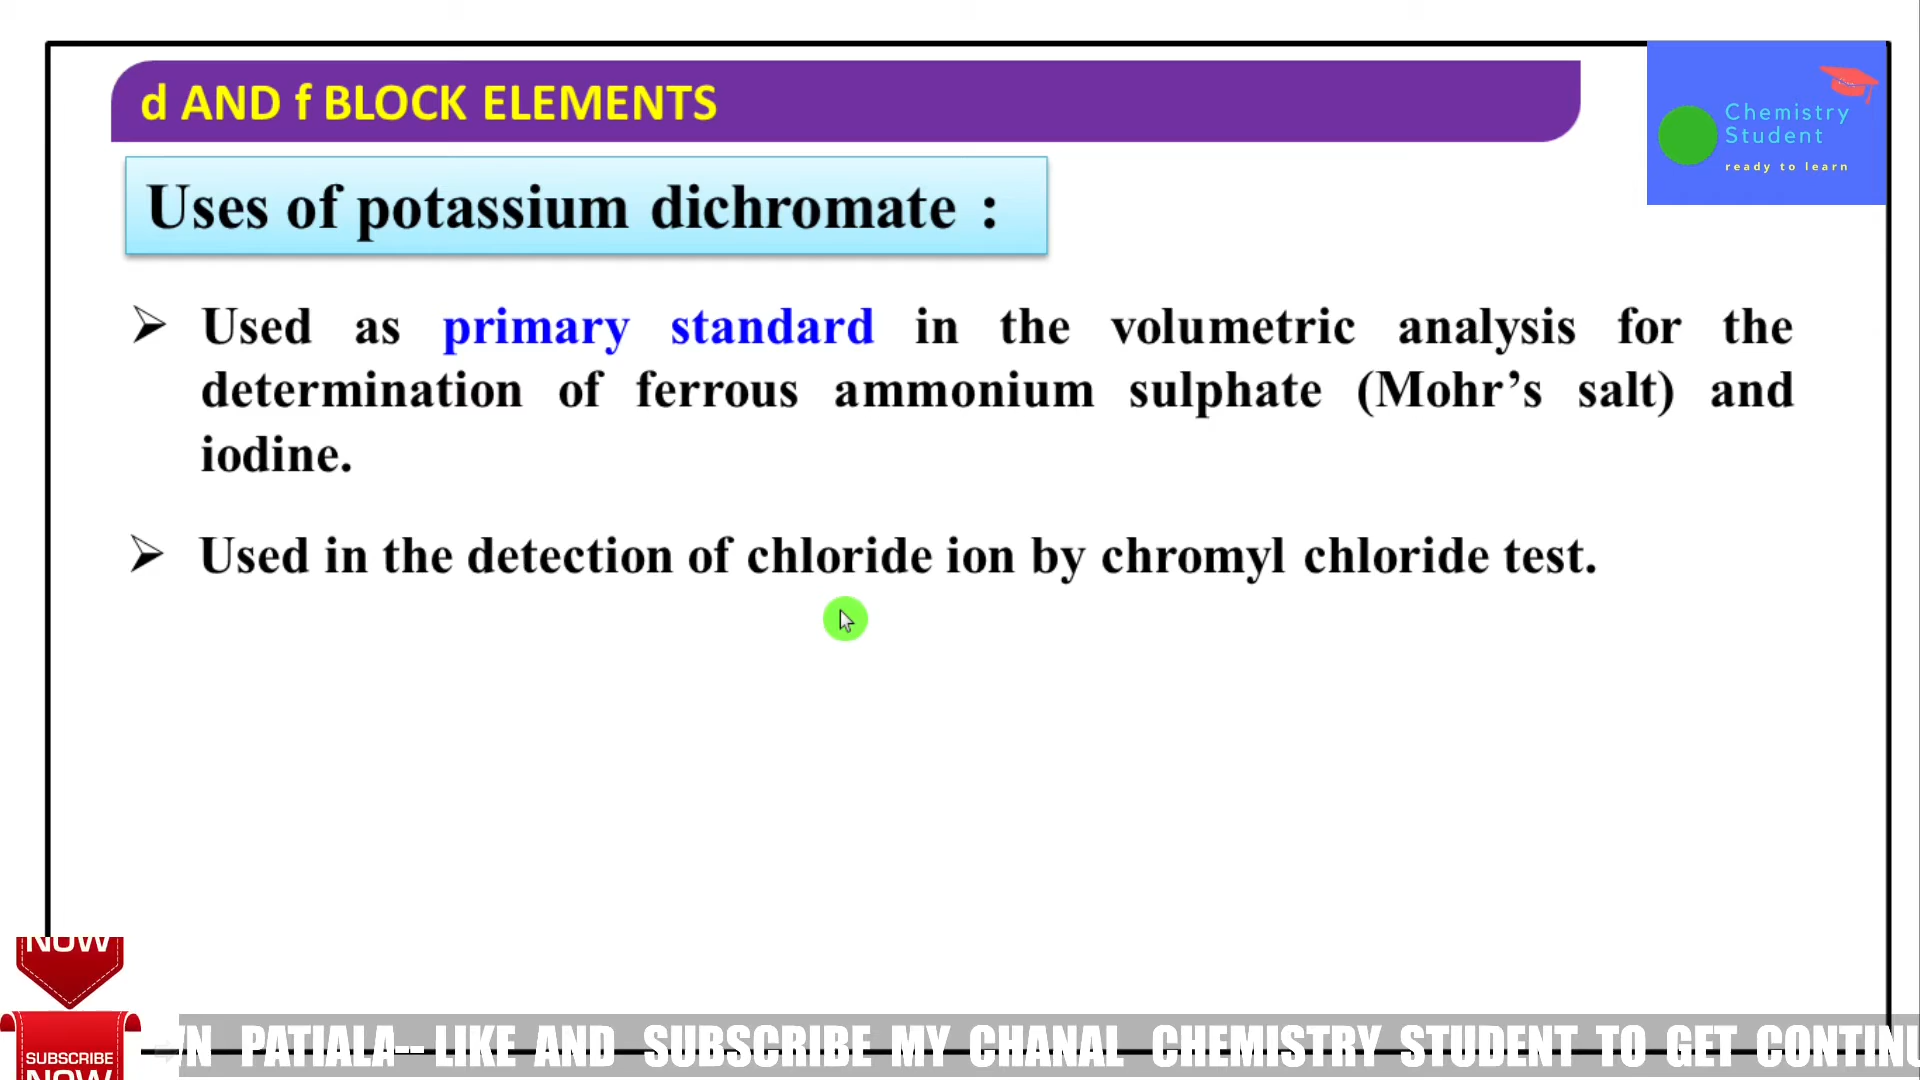 d AND f BLOCK ELEMENTS
Chemistry
Student
ready to learn
Uses of potassium dichromate :
Used as primary standard in the volumetric analysis for the
determination of ferrous ammonium sulphate (Mohr’s salt) and
iodine.
Used in the detection of chloride ion by chromyl chloride test.
NOW
SUBSCRIBE
NOW
PATIALA-- LIKE AND SUBSCRIBE MY CHANAL CHEMISTRY STUDENT TO GET